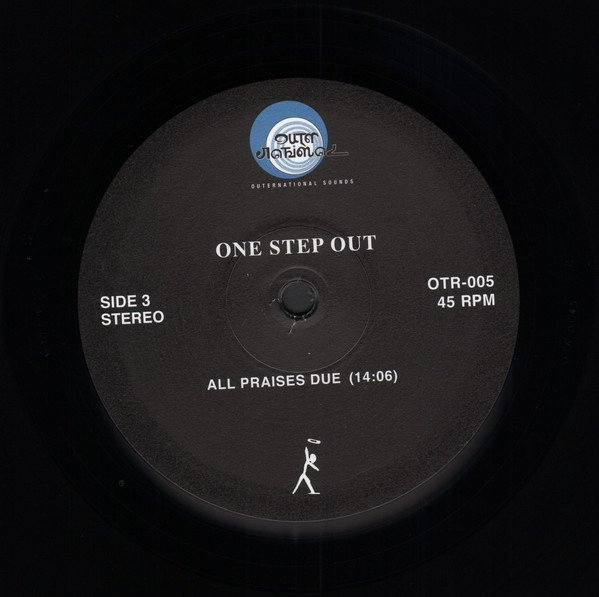 OUTERNATIONAL SOUNDS
ONE STEP OUT
SIDE 3
STEREO
OTR-005
45 RPM
ALL PRAISES DUE (14:06)